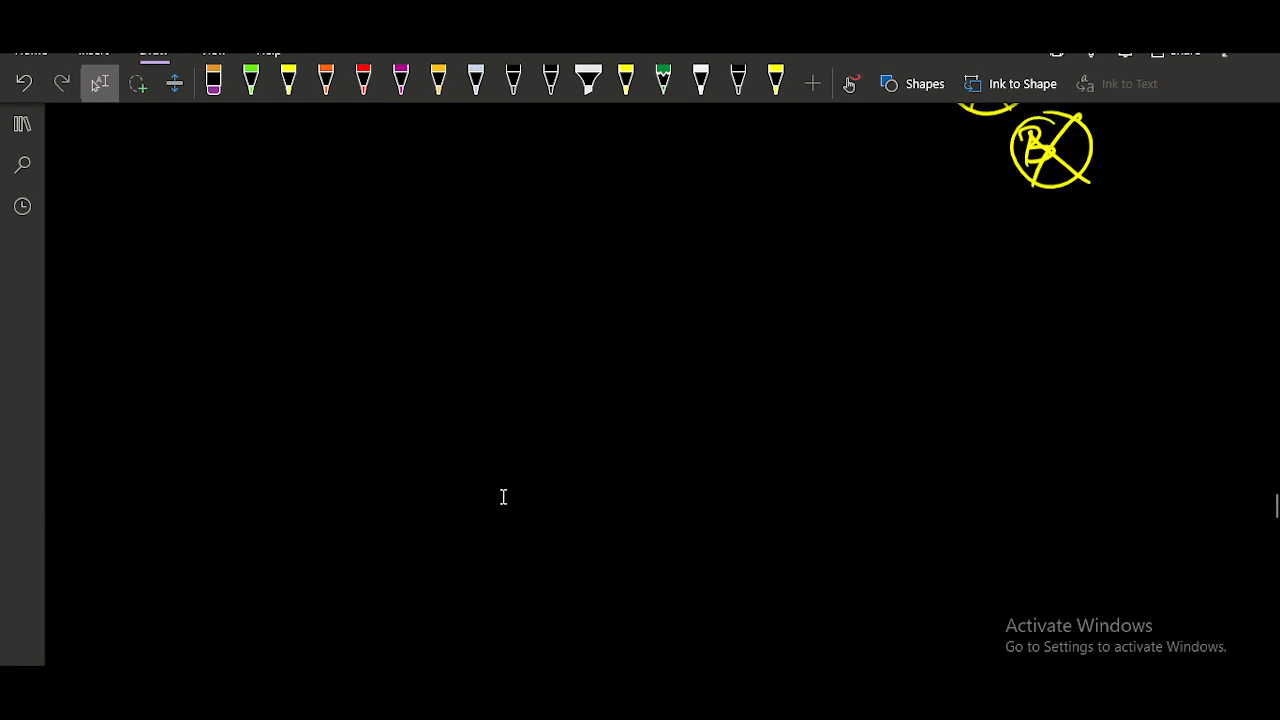 Shapes
Ink to Shape
Ink to Text
B
Activate Windows
Go to Settings to activate Windows.